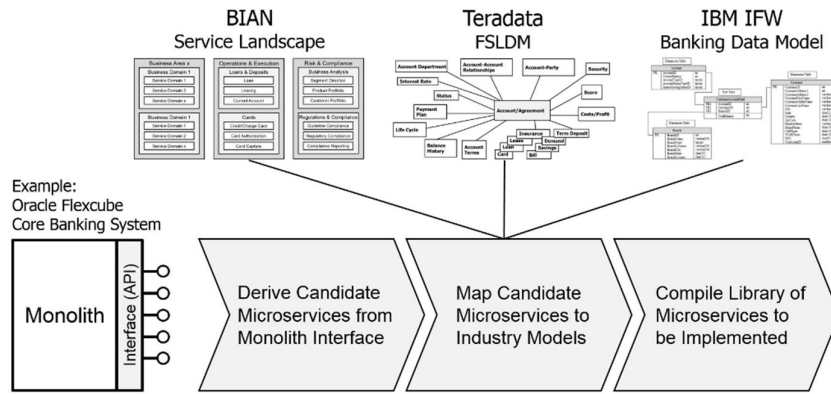 BIAN
Service Landscape
Teradata
FSLDM
IBM IFW
Banking Data Model
Business Area x
Business Domain 1
Service Domain 1
Service Domain 2
Service Domain x
Business Domain 1
Service Domain 1
Service Domain 2
Service Domain x
Operations & Execution
Loans & Deposits
Loan
Leasing
Current Account
Cards
Credit/Charge Card
Card Authorization
Card Capture
Risk & Compliance
Business Analysis
Segment Direction
Product Portfolio
Customer Portfolio
Regulations & Compliance
Guideline Compliance
Regulatory Compliance
Compliance Reporting
Account Department
Account-Account
Relationships
Account-Party
Security
Interest Rate
Status
Score
Account/Agreement
Payment
Plan
Costs/Profit
Life Cycle
Insurance
Term Deposit
Balance
History
Account
Terms
Lease
Demand
Loan
Savings
Card
Bill
Example:
Oracle Flexcube
Core Banking System
Monolith
Interface (API)
Derive Candidate
Microservices from
Monolith Interface
Map Candidate
Microservices to
Industry Models
Compile Library of
Microservices to
be Implemented